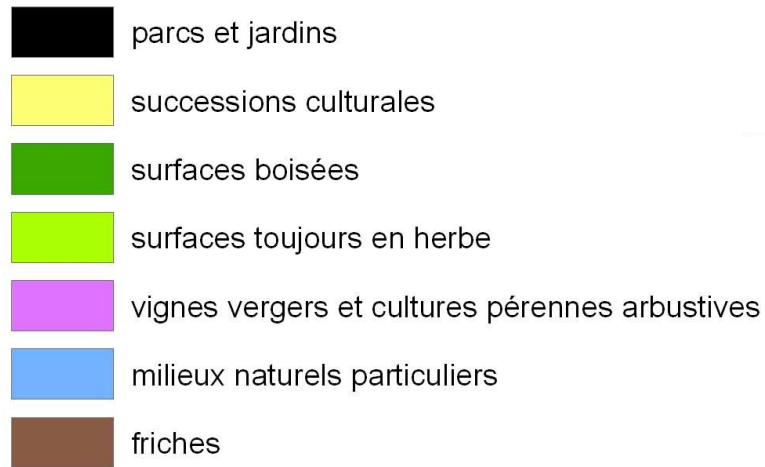 parcs et jardins
successions culturales
surfaces boisées
surfaces toujours en herbe
vignes vergers et cultures pérennes arbustives
milieux naturels particuliers
friches